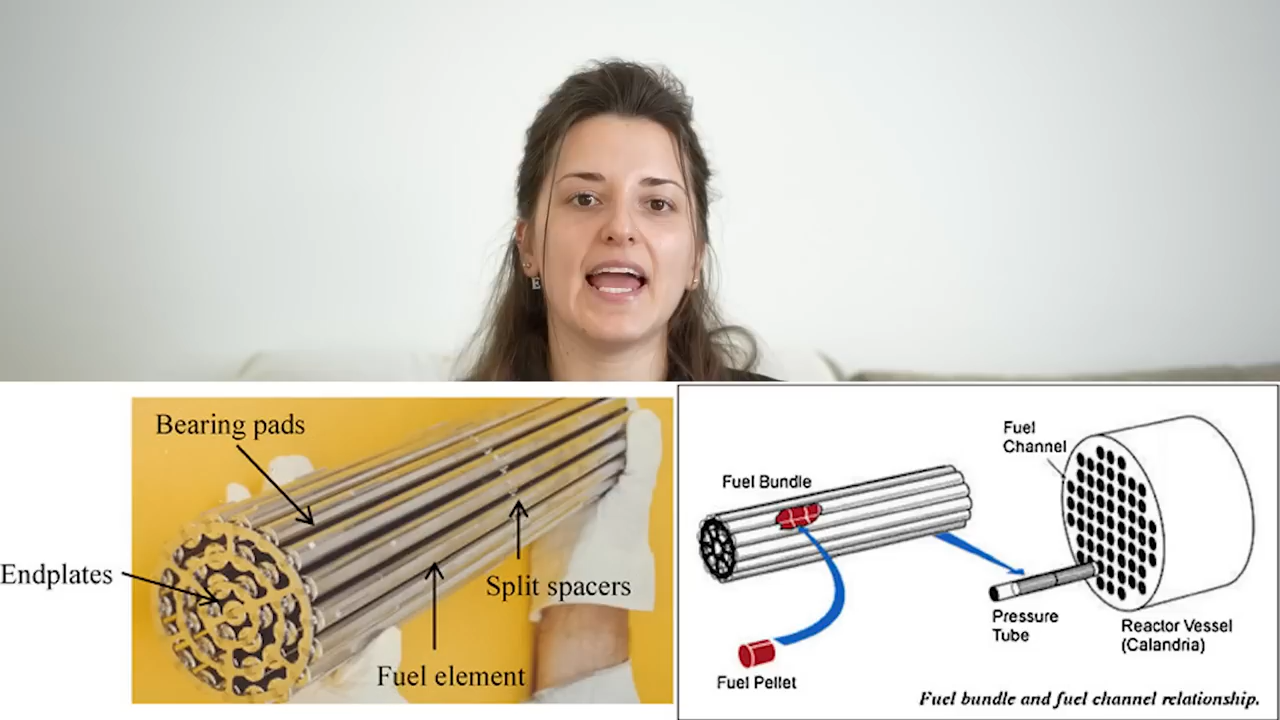 Bearing pads
Endplates
Split spacers
Fuel element
Fuel
Channel
Fuel Bundle
Pressure
Tube
Reactor Vessel
(Calandria)
Fuel Pellet
Fuel bundle and fuel channel relationship.
E